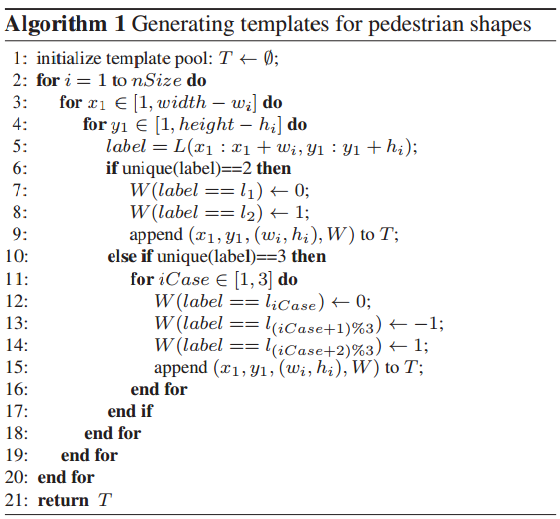 Algorithm 1 Generating templates for pedestrian shapes
1: initialize template pool: T ← ∅;
2: for i = 1 to nSize do
3: for x₁ ∈ [1, width − wᵢ] do
4: for y₁ ∈ [1, height − hᵢ] do
5: label = L(x₁ : x₁ + wᵢ, y₁ : y₁ + hᵢ);
6: if unique(label)==2 then
7: W(label == l₁) ← 0;
8: W(label == l₂) ← 1;
9: append (x₁, y₁, (wᵢ, hᵢ), W) to T;
10: else if unique(label)==3 then
11: for iCase ∈ [1, 3] do
12: W(label == l_{iCase}) ← 0;
13: W(label == l_{(iCase+1)%3}) ← −1;
14: W(label == l_{(iCase+2)%3}) ← 1;
15: append (x₁, y₁, (wᵢ, hᵢ), W) to T;
16: end for
17: end if
18: end for
19: end for
20: end for
21: return T